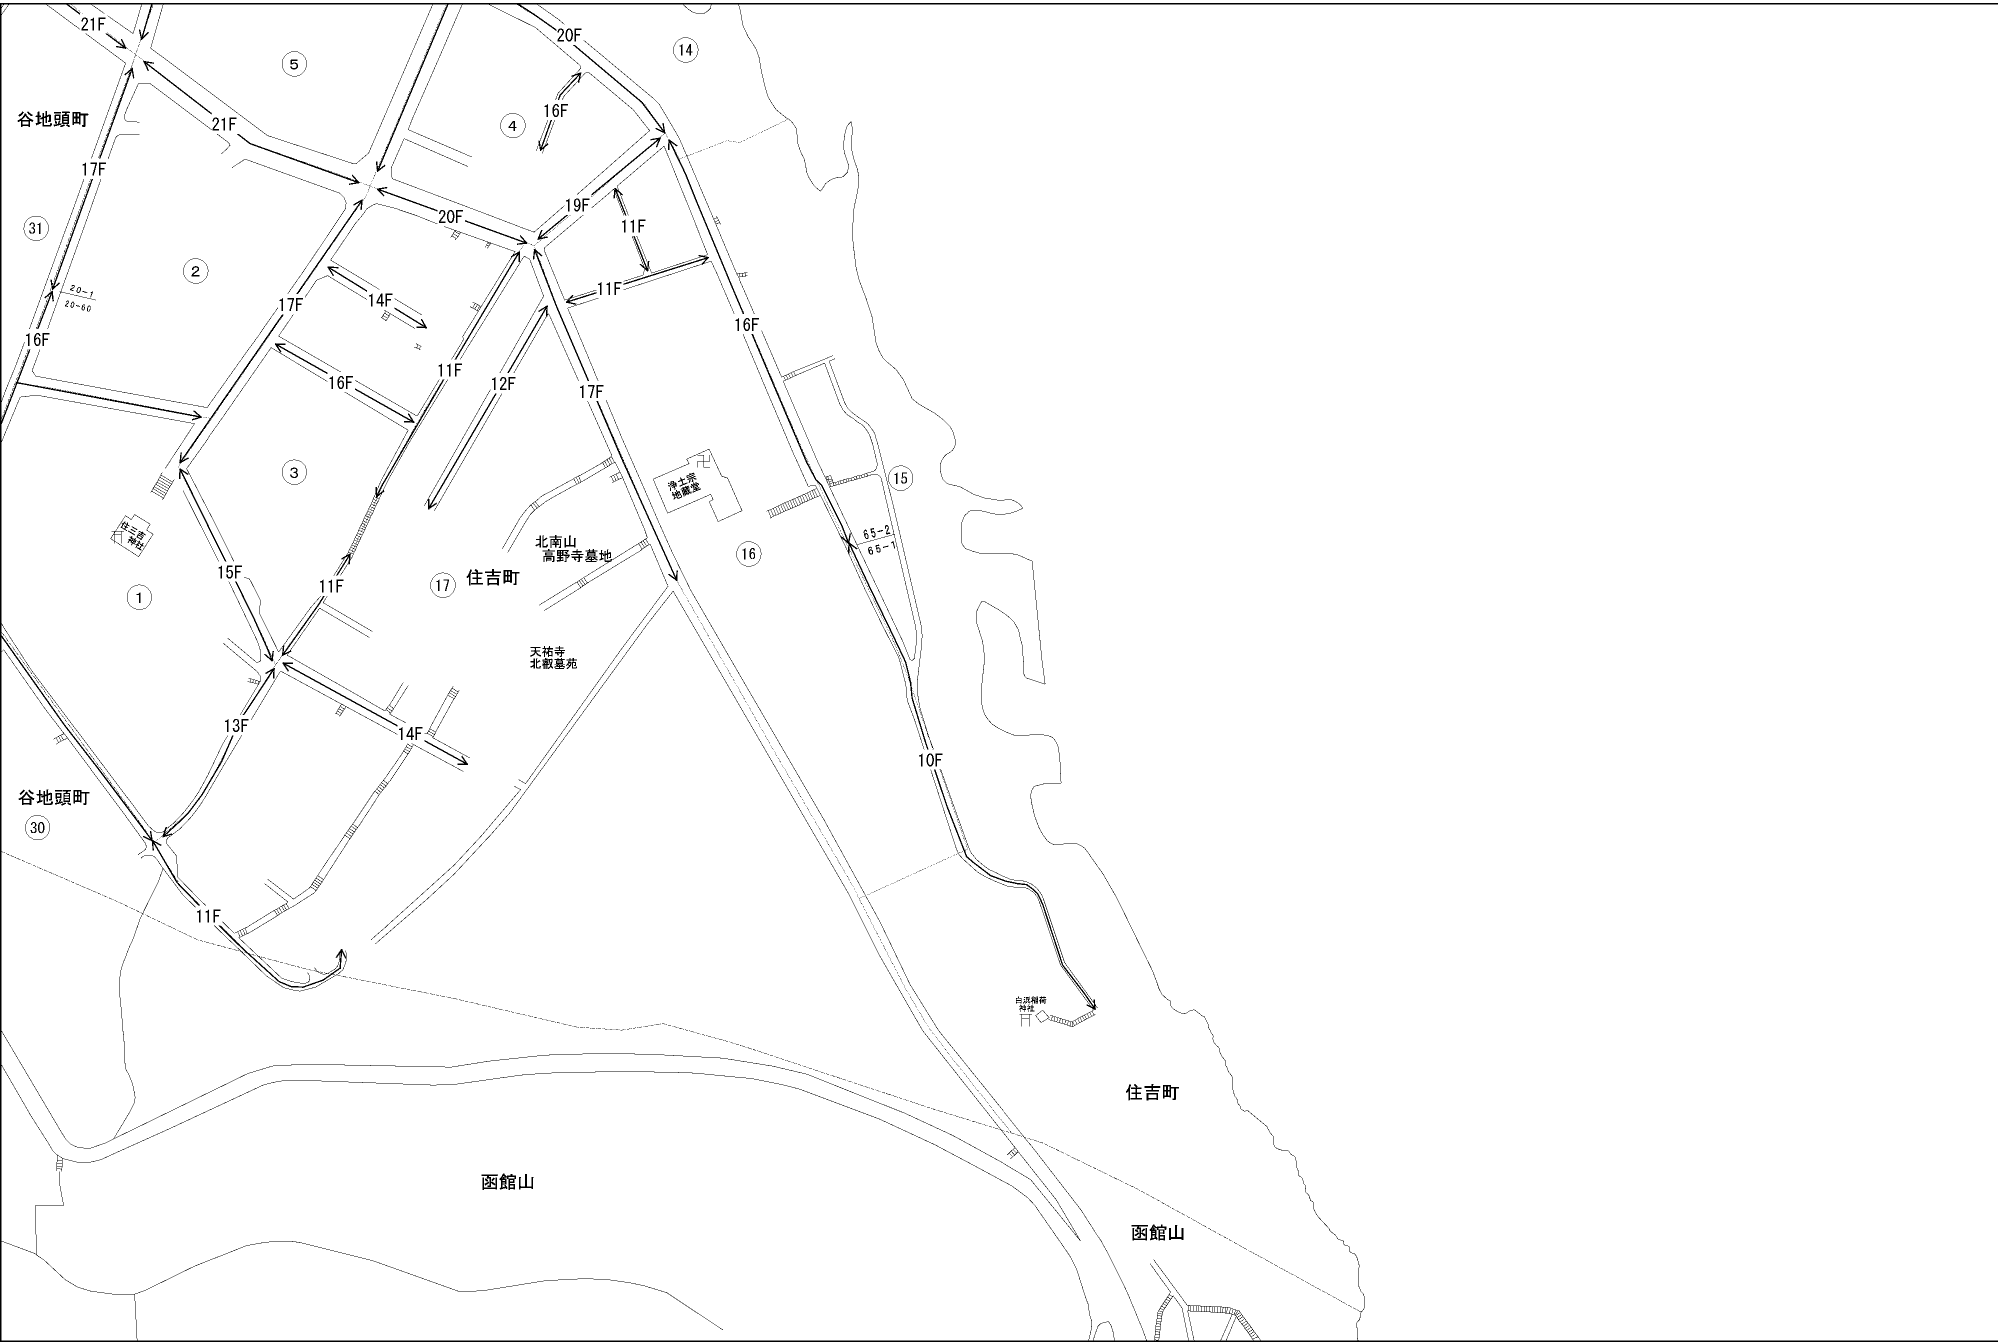 21F
20F
14
5
16F
4
谷地頭町
21F
17F
19F
20F
11F
31
2
11F
20-1
20-60
17F
14F
16F
16F
16F
11F
12F
17F
3
浄土宗
地蔵堂
15
住三吉
神社
65-2
65-1
北南山
高野寺墓地
16
住吉町
17
15F
11F
1
天祐寺
北叡墓苑
13F
14F
10F
谷地頭町
30
11F
白浜稲荷
神社
住吉町
函館山
函館山